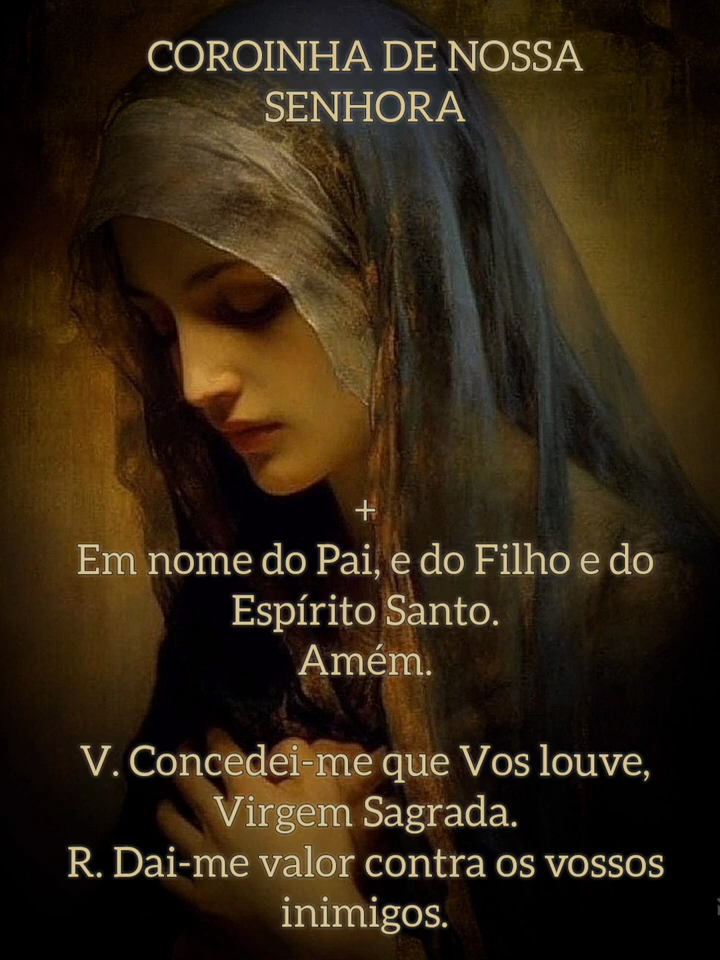 COROINHA DE NOSSA
SENHORA
+
Em nome do Pai, e do Filho e do
Espírito Santo.
Amém.
V. Concedei-me que Vos louve,
Virgem Sagrada.
R. Dai-me valor contra os vossos
inimigos.